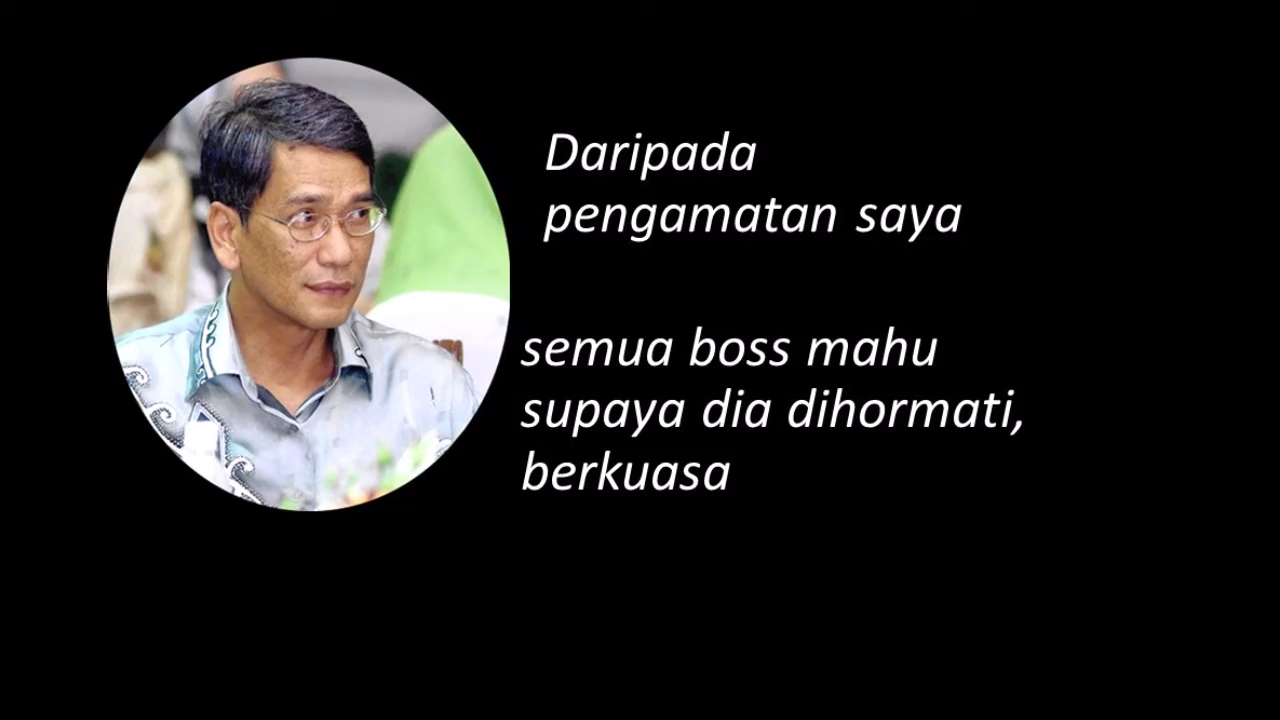 Daripada
pengamatan saya
semua boss mahu
supaya dia dihormati,
berkuasa